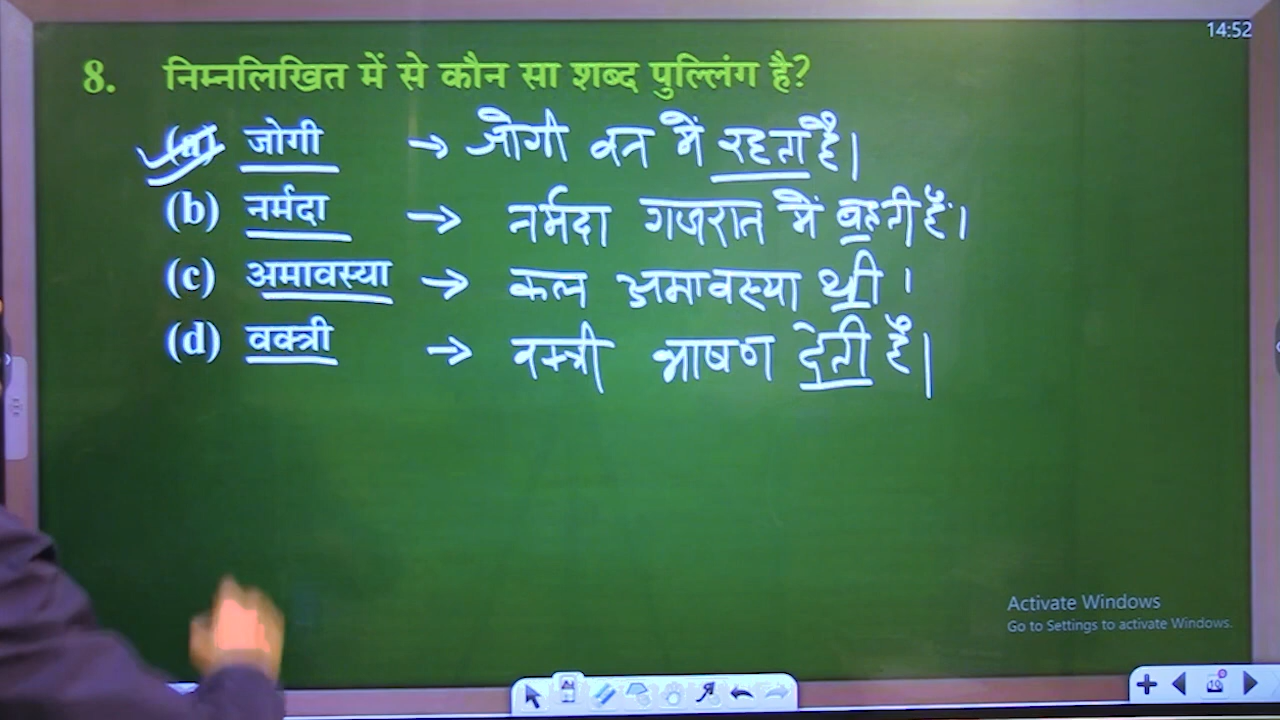 14:52
8. निम्नलिखित में से कौन सा शब्द पुल्लिंग है?
(a) जोगी → जोगी वन में रहता है।
(b) नर्मदा → नर्मदा गजरात में बहती है।
(c) अमावस्या → कल अमावस्या थी ।
(d) वक्त्री → वक्त्री भाषण देती है।
Activate Windows
Go to Settings to activate Windows.